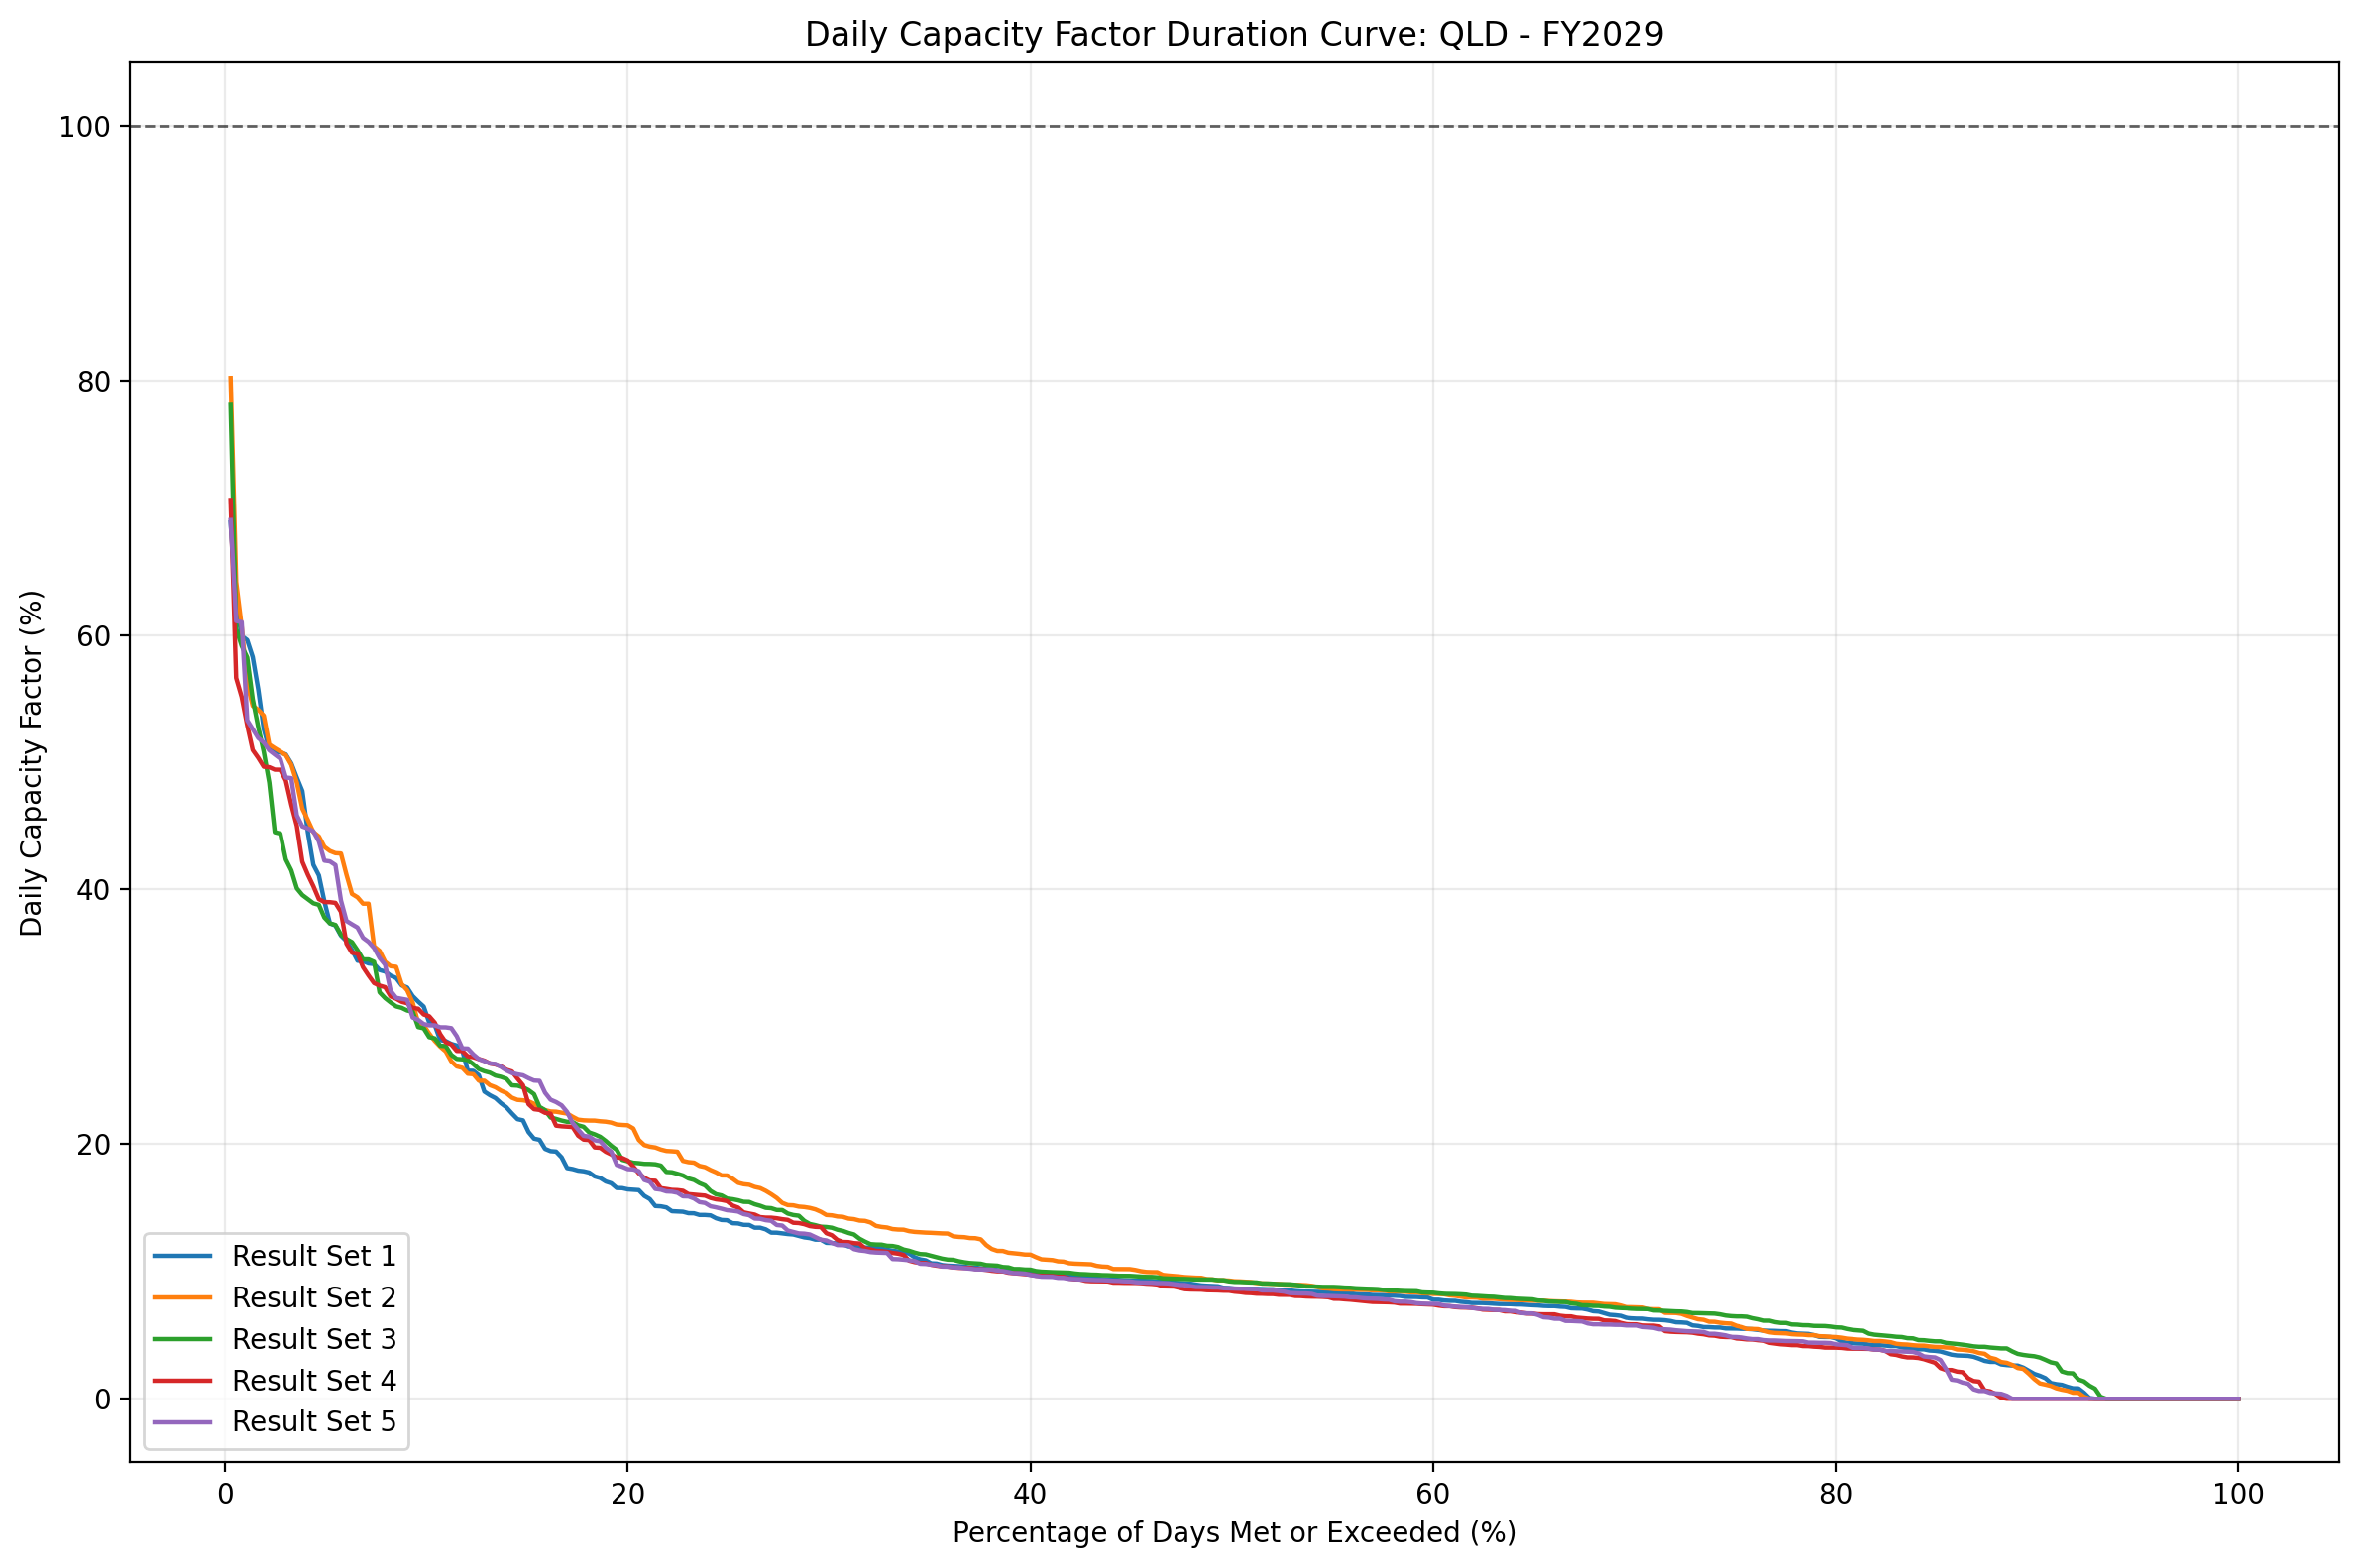 Daily Capacity Factor Duration Curve: QLD - FY2029
Daily Capacity Factor (%)
100
80
60
40
20
0
Result Set 1
Result Set 2
Result Set 3
Result Set 4
Result Set 5
0 20 40 60 80 100
Percentage of Days Met or Exceeded (%)